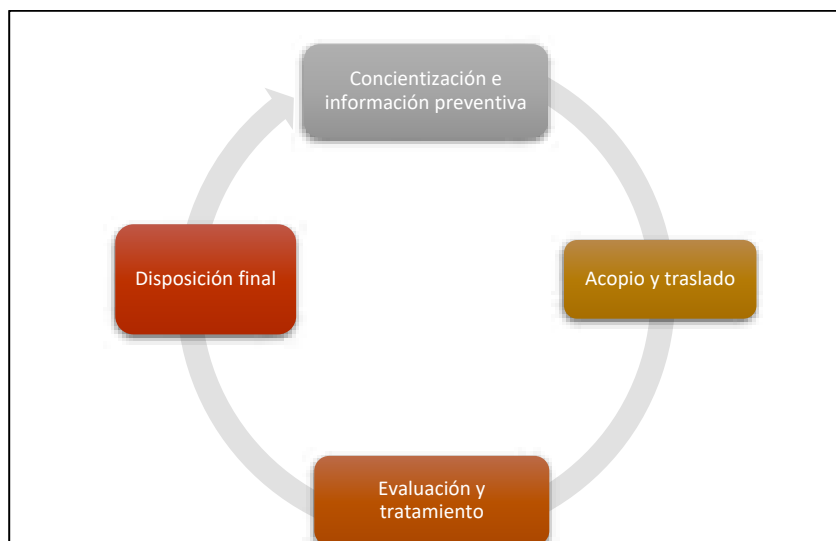 Concientización e
información preventiva
Acopio y traslado
Evaluación y
tratamiento
Disposición final